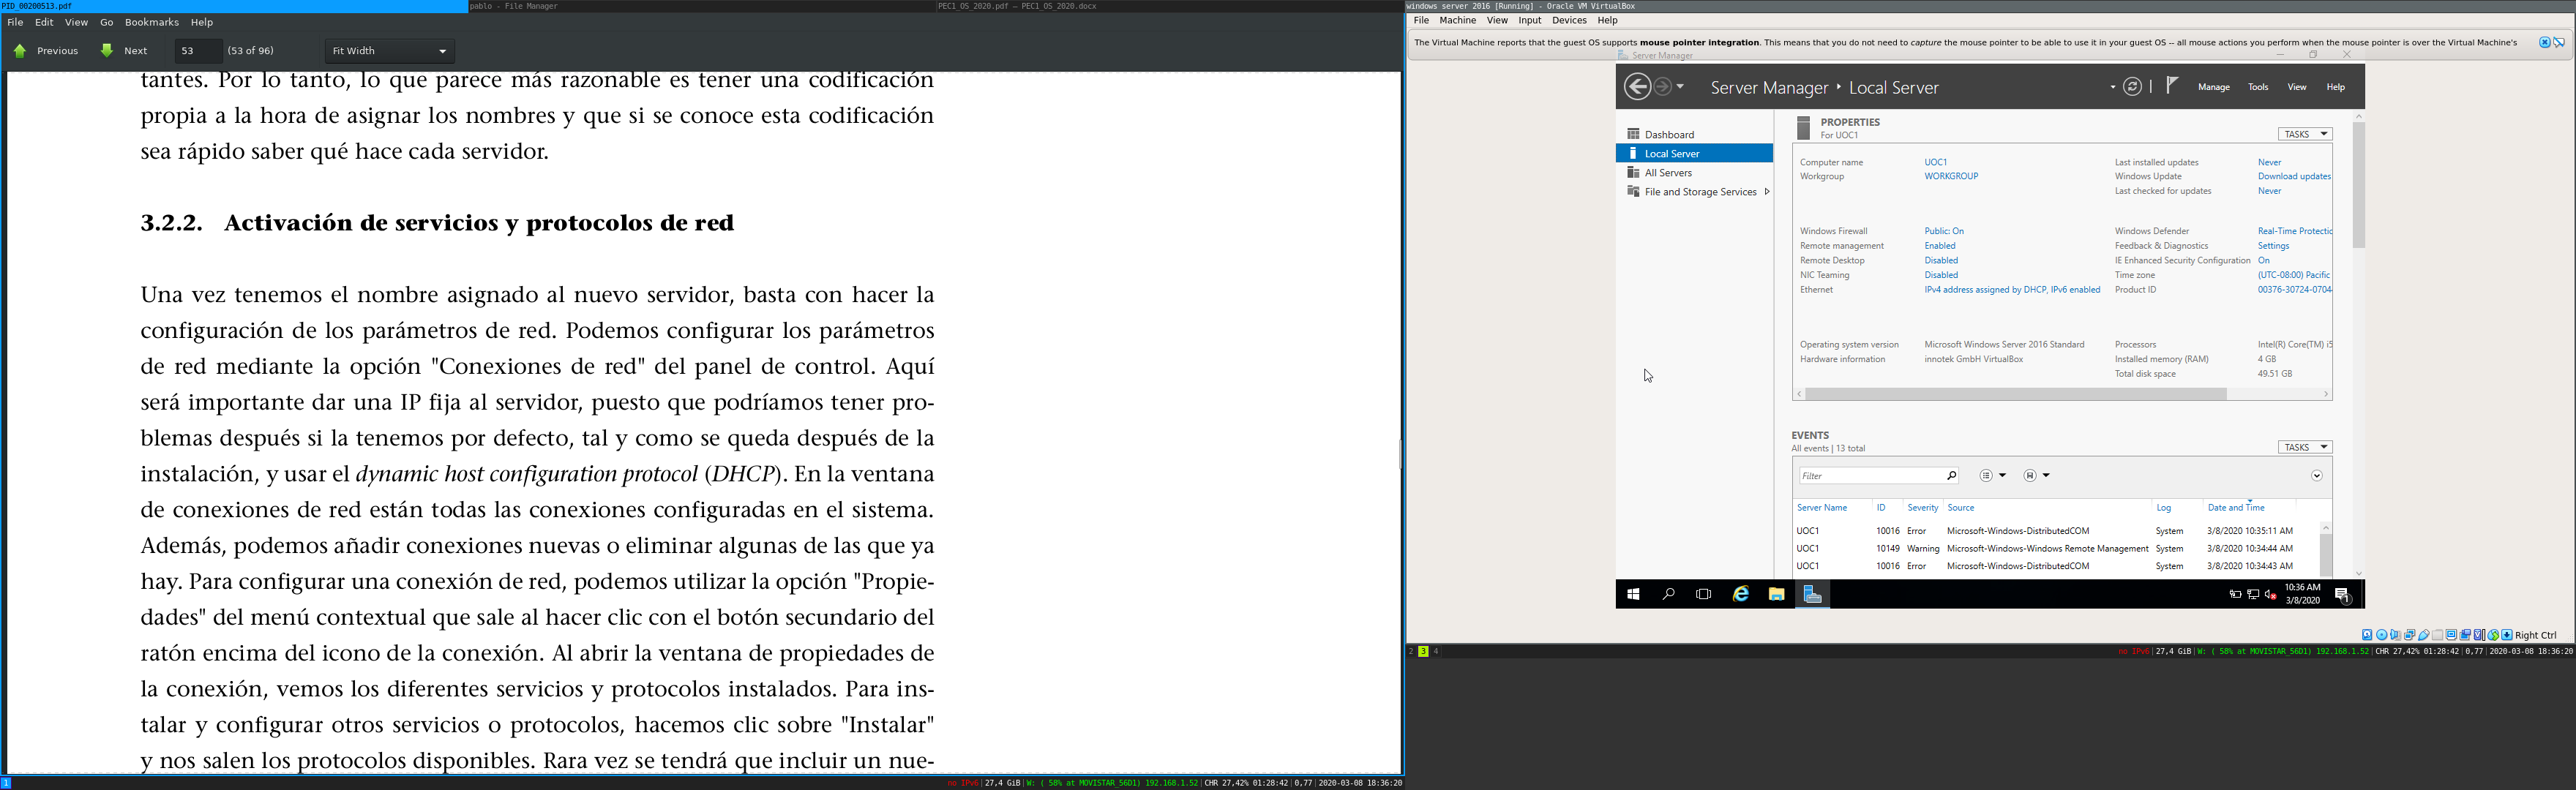 PID_00200513.pdf
pablo - File Manager
PEC1_OS_2020.pdf — PEC1_OS_2020.docx
File Edit View Go Bookmarks Help
Previous Next 53 (53 of 96) Fit Width
tantes. Por lo tanto, lo que parece más razonable es tener una codificación
propia a la hora de asignar los nombres y que si se conoce esta codificación
sea rápido saber qué hace cada servidor.
3.2.2. Activación de servicios y protocolos de red
Una vez tenemos el nombre asignado al nuevo servidor, basta con hacer la
configuración de los parámetros de red. Podemos configurar los parámetros
de red mediante la opción "Conexiones de red" del panel de control. Aquí
será importante dar una IP fija al servidor, puesto que podríamos tener pro-
blemas después si la tenemos por defecto, tal y como se queda después de la
instalación, y usar el dynamic host configuration protocol (DHCP). En la ventana
de conexiones de red están todas las conexiones configuradas en el sistema.
Además, podemos añadir conexiones nuevas o eliminar algunas de las que ya
hay. Para configurar una conexión de red, podemos utilizar la opción "Propie-
dades" del menú contextual que sale al hacer clic con el botón secundario del
ratón encima del icono de la conexión. Al abrir la ventana de propiedades de
la conexión, vemos los diferentes servicios y protocolos instalados. Para ins-
talar y configurar otros servicios o protocolos, hacemos clic sobre "Instalar"
y nos salen los protocolos disponibles. Rara vez se tendrá que incluir un nue-
1
no IPv6|27,4 GiB|W: ( 58% at MOVISTAR_56D1) 192.168.1.52|CHR 27,42% 01:28:42|0,77|2020-03-08 18:36:20
windows server 2016 [Running] - Oracle VM VirtualBox
File Machine View Input Devices Help
The Virtual Machine reports that the guest OS supports mouse pointer integration. This means that you do not need to capture the mouse pointer to be able to use it in your guest OS -- all mouse actions you perform when the mouse pointer is over the Virtual Machine's
Server Manager
Server Manager Local Server
Manage Tools View Help
Dashboard
Local Server
All Servers
File and Storage Services
PROPERTIES
For UOC1
TASKS
Computer name UOC1 Last installed updates Never
Workgroup WORKGROUP Windows Update Download updates
Last checked for updates Never
Windows Firewall Public: On Windows Defender Real-Time Protectic
Remote management Enabled Feedback & Diagnostics Settings
Remote Desktop Disabled IE Enhanced Security Configuration On
NIC Teaming Disabled Time zone (UTC-08:00) Pacific
Ethernet IPv4 address assigned by DHCP, IPv6 enabled Product ID 00376-30724-0704
Operating system version Microsoft Windows Server 2016 Standard Processors Intel(R) Core(TM) i5
Hardware information innotek GmbH VirtualBox Installed memory (RAM) 4 GB
Total disk space 49.51 GB
EVENTS
All events | 13 total
TASKS
Filter
Server Name ID Severity Source Log Date and Time
UOC1 10016 Error Microsoft-Windows-DistributedCOM System 3/8/2020 10:35:11 AM
UOC1 10149 Warning Microsoft-Windows-Windows Remote Management System 3/8/2020 10:34:44 AM
UOC1 10016 Error Microsoft-Windows-DistributedCOM System 3/8/2020 10:34:43 AM
10:36 AM
3/8/2020
1
Right Ctrl
2 3 4
no IPv6|27,4 GiB|W: ( 58% at MOVISTAR_56D1) 192.168.1.52|CHR 27,42% 01:28:42|0,77|2020-03-08 18:36:20